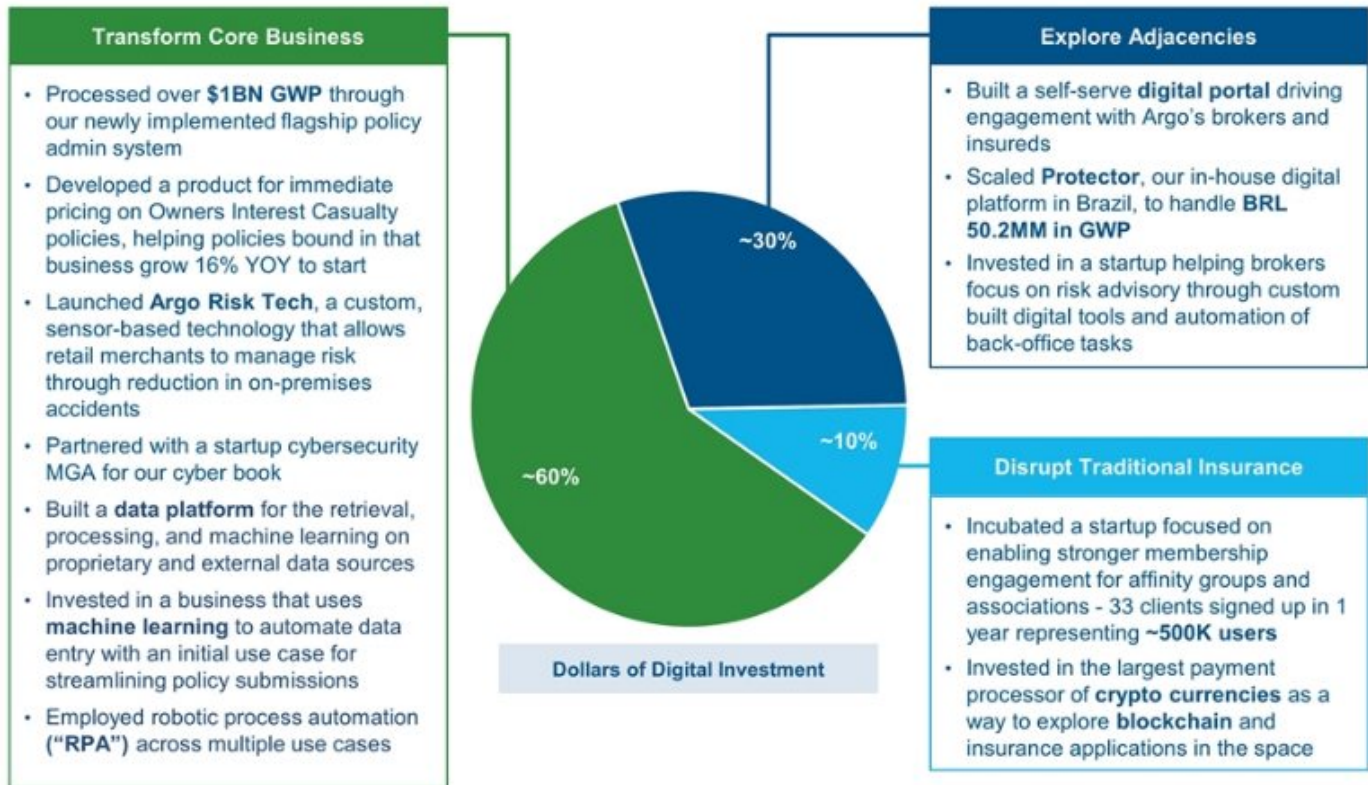 Transform Core Business
• Processed over $1BN GWP through
our newly implemented flagship policy
admin system
• Developed a product for immediate
pricing on Owners Interest Casualty
policies, helping policies bound in that
business grow 16% YOY to start
• Launched Argo Risk Tech, a custom,
sensor-based technology that allows
retail merchants to manage risk
through reduction in on-premises
accidents
• Partnered with a startup cybersecurity
MGA for our cyber book
• Built a data platform for the retrieval,
processing, and machine learning on
proprietary and external data sources
• Invested in a business that uses
machine learning to automate data
entry with an initial use case for
streamlining policy submissions
• Employed robotic process automation
(“RPA”) across multiple use cases
~30%
~10%
~60%
Dollars of Digital Investment
Explore Adjacencies
• Built a self-serve digital portal driving
engagement with Argo’s brokers and
insureds
• Scaled Protector, our in-house digital
platform in Brazil, to handle BRL
50.2MM in GWP
• Invested in a startup helping brokers
focus on risk advisory through custom
built digital tools and automation of
back-office tasks
Disrupt Traditional Insurance
• Incubated a startup focused on
enabling stronger membership
engagement for affinity groups and
associations - 33 clients signed up in 1
year representing ~500K users
• Invested in the largest payment
processor of crypto currencies as a
way to explore blockchain and
insurance applications in the space